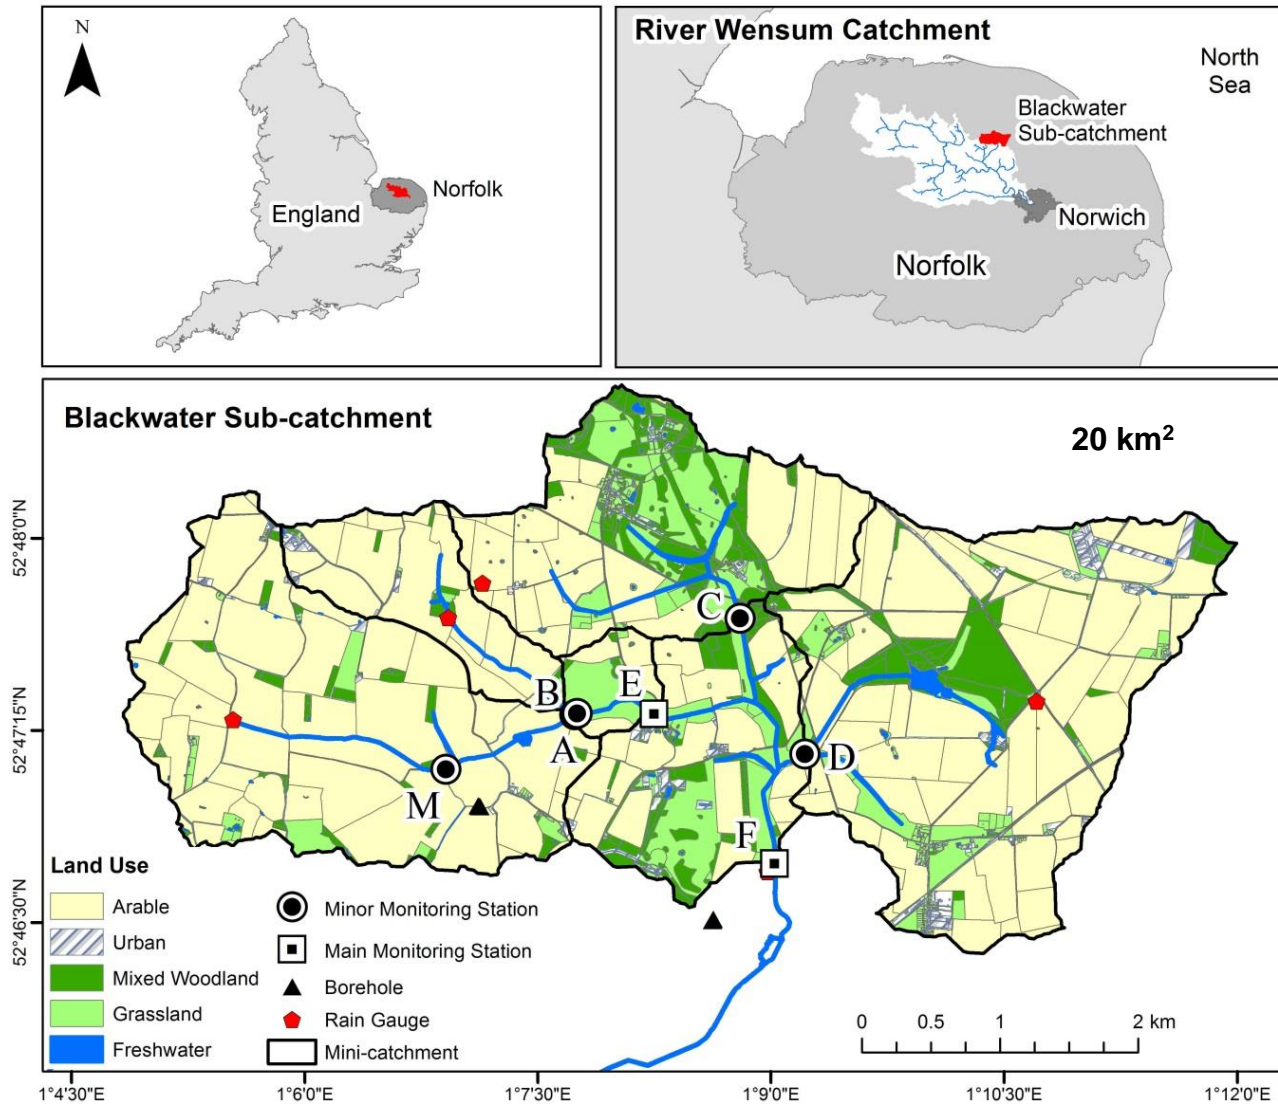 N
England
Norfolk
River Wensum Catchment
North
Sea
Blackwater
Sub-catchment
Norwich
Norfolk
Blackwater Sub-catchment
20 km²
52°48'0"N
52°47'15"N
52°46'30"N
C
B
E
A
D
M
F
Land Use
Arable
Urban
Mixed Woodland
Grassland
Freshwater
Minor Monitoring Station
Main Monitoring Station
Borehole
Rain Gauge
Mini-catchment
0 0.5 1 2 km
1°4'30"E 1°6'0"E 1°7'30"E 1°9'0"E 1°10'30"E 1°12'0"E